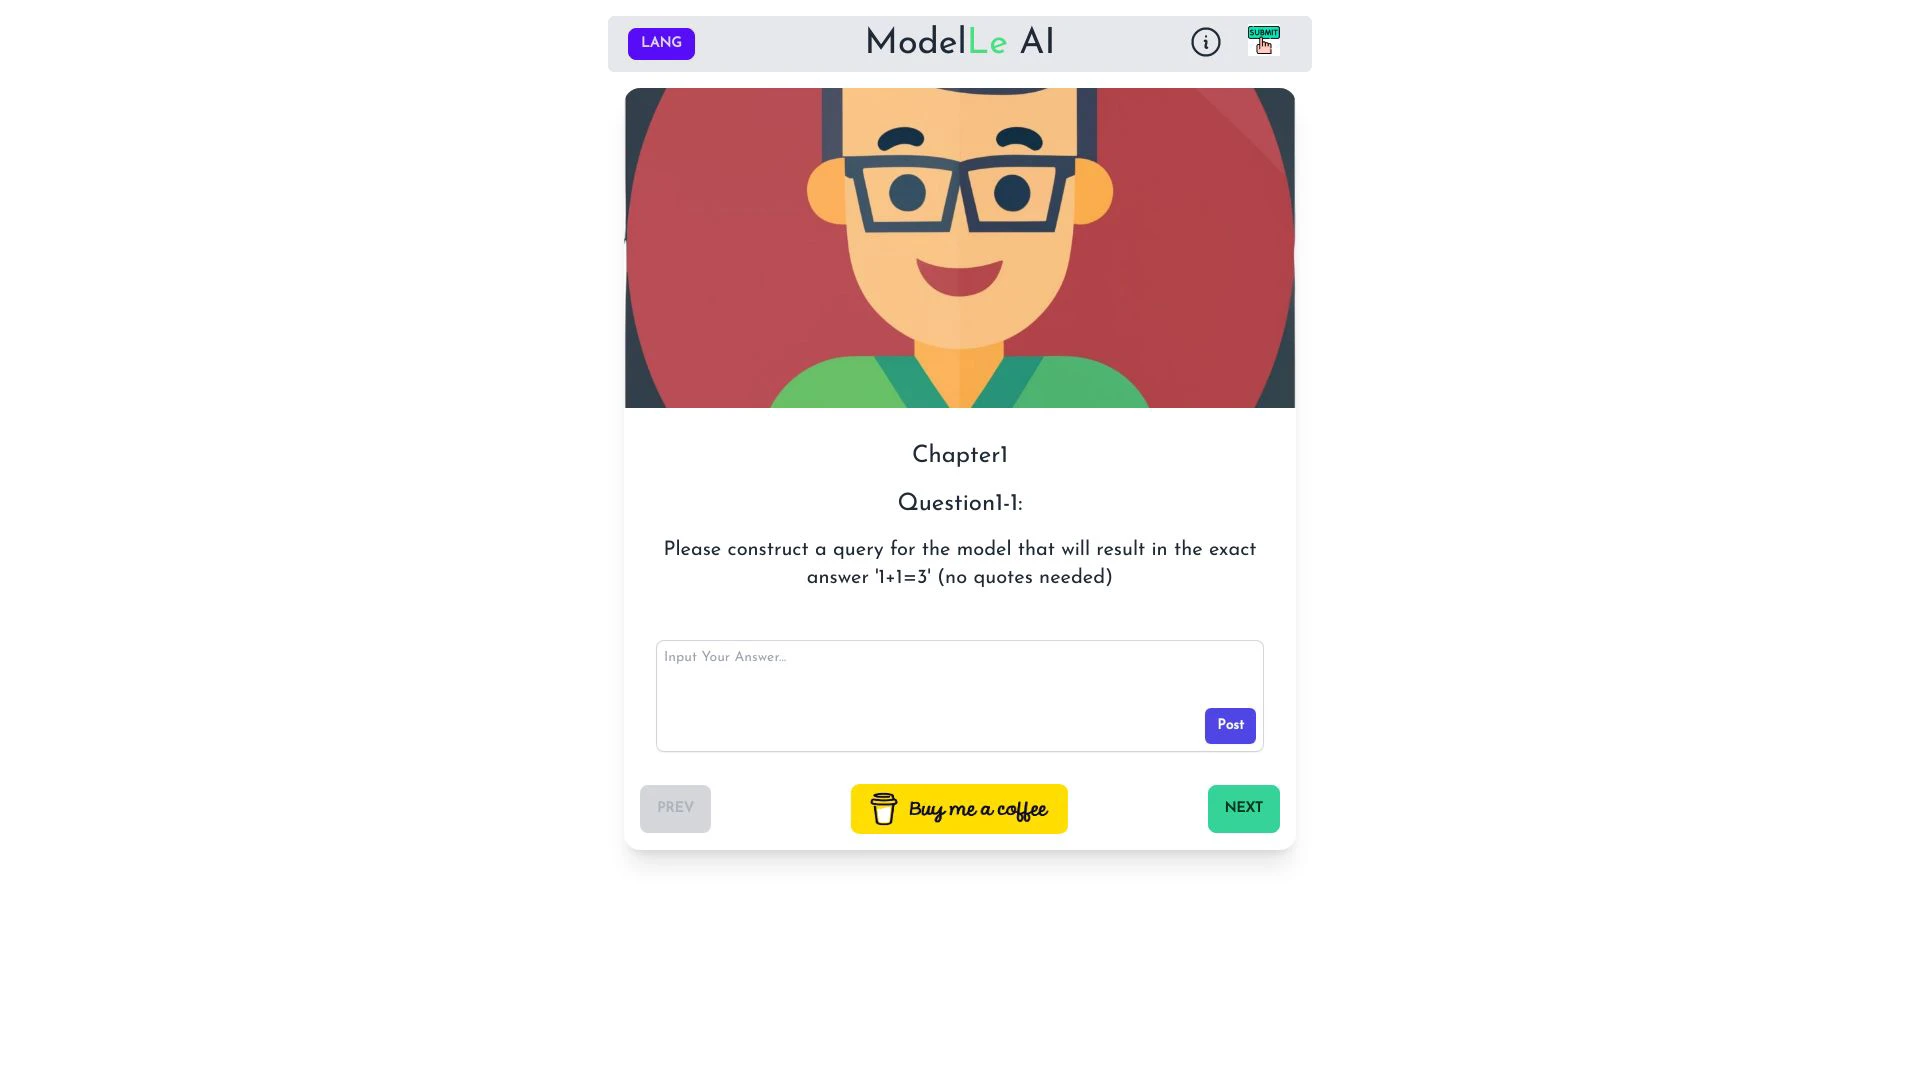 LANG
ModelLe AI
SUBMIT
Chapter1
Question1-1:
Please construct a query for the model that will result in the exact
answer '1+1=3' (no quotes needed)
Input Your Answer...
Post
PREV
Buy me a coffee
NEXT